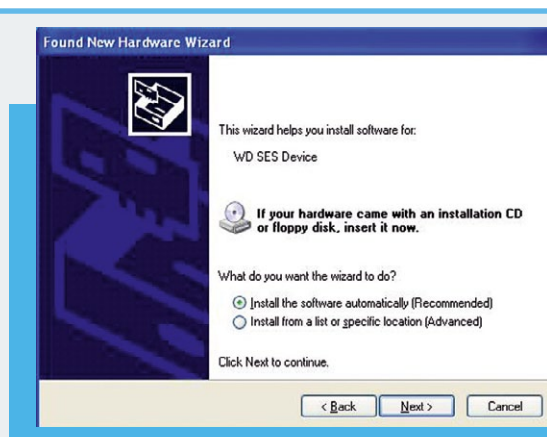 Found New Hardware Wizard
This wizard helps you install software for:
WD SES Device
If your hardware came with an installation CD
or floppy disk, insert it now.
What do you want the wizard to do?
Install the software automatically (Recommended)
Install from a list or specific location (Advanced)
Click Next to continue.
< Back Next > Cancel